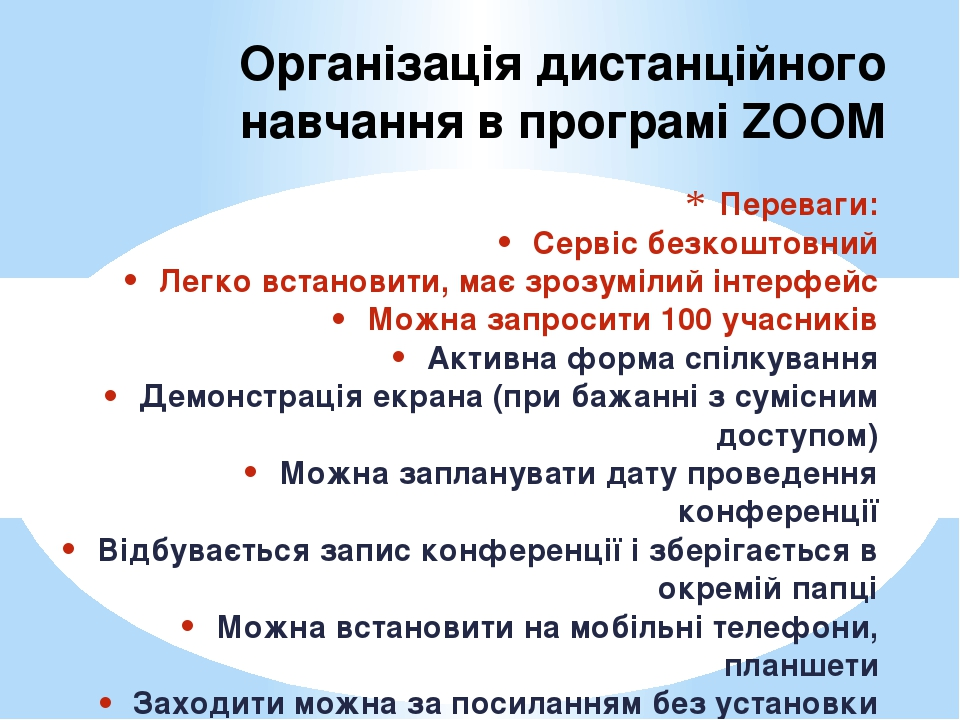 Організація дистанційного
навчання в програмі ZOOM
* Переваги:
• Сервіс безкоштовний
• Легко встановити, має зрозумілий інтерфейс
• Можна запросити 100 учасників
• Активна форма спілкування
• Демонстрація екрана (при бажанні з сумісним
доступом)
• Можна запланувати дату проведення
конференції
• Відбувається запис конференції і зберігається в
окремій папці
• Можна встановити на мобільні телефони,
планшети
• Заходити можна за посиланням без установки